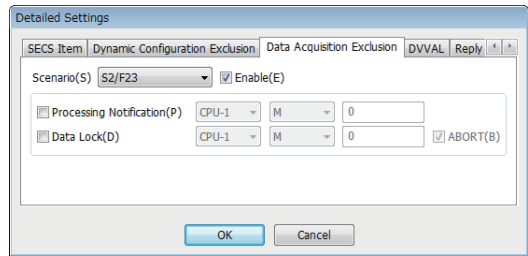 Detailed Settings
SECS Item Dynamic Configuration Exclusion Data Acquisition Exclusion DVVAL Reply
Scenario(S) S2/F23 Enable(E)
Processing Notification(P) CPU-1 M 0
Data Lock(D) CPU-1 M 0 ABORT(B)
OK Cancel